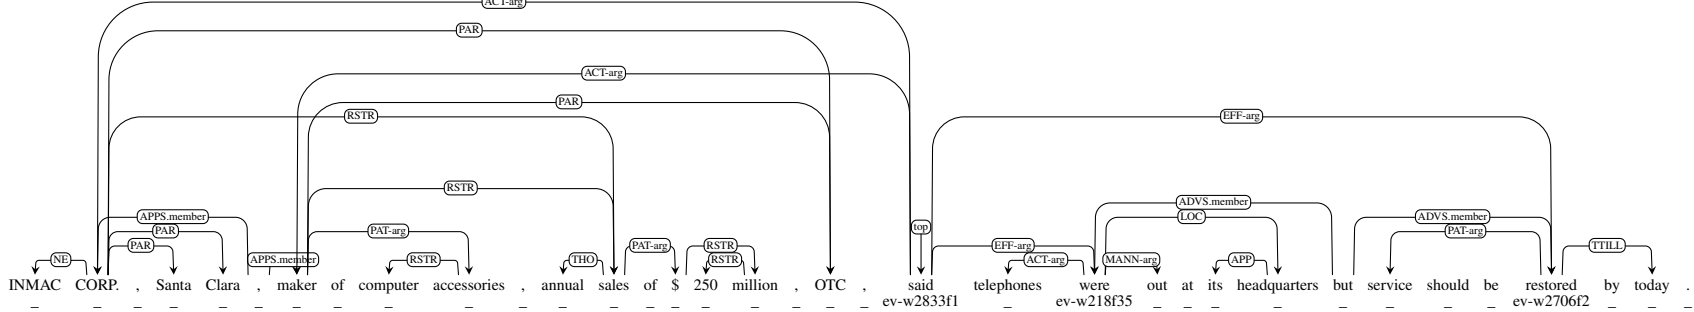 ACT-arg
PAR
ACT-arg
PAR
RSTR EFF-arg
RSTR
ADVS.member
APPS.member LOC ADVS.member
top
PAR PAT-arg PAT-arg
PAR PAT-arg RSTR EFF-arg TTILL
NE APPS.member RSTR THO RSTR ACT-arg MANN-arg APP
INMAC CORP. , Santa Clara , maker of computer accessories , annual sales of $ 250 million , OTC , said telephones were out at its headquarters but service should be restored by today .
_ _ _ _ _ _ _ _ _ _ _ _ _ _ _ _ _ _ _ _ _ ev-w2833f1 _ ev-w218f35 _ _ _ _ _ _ _ _ ev-w2706f2 _ _ _